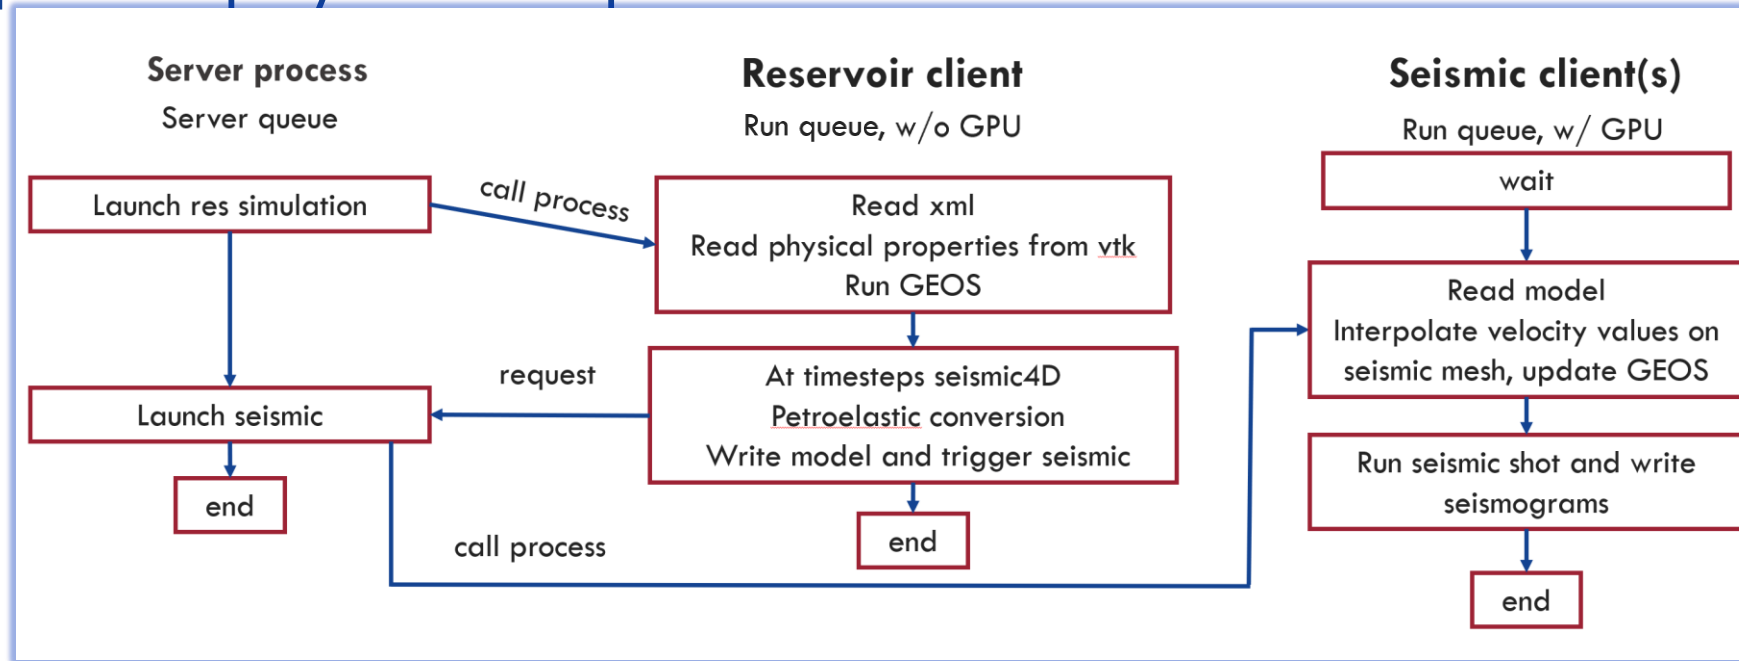 Server process
Server queue
Launch res simulation
Launch seismic
end
call process
request
call process
Reservoir client
Run queue, w/o GPU
Read xml
Read physical properties from vtk
Run GEOS
At timesteps seismic4D
Petroelastic conversion
Write model and trigger seismic
end
Seismic client(s)
Run queue, w/ GPU
wait
Read model
Interpolate velocity values on
seismic mesh, update GEOS
Run seismic shot and write
seismograms
end